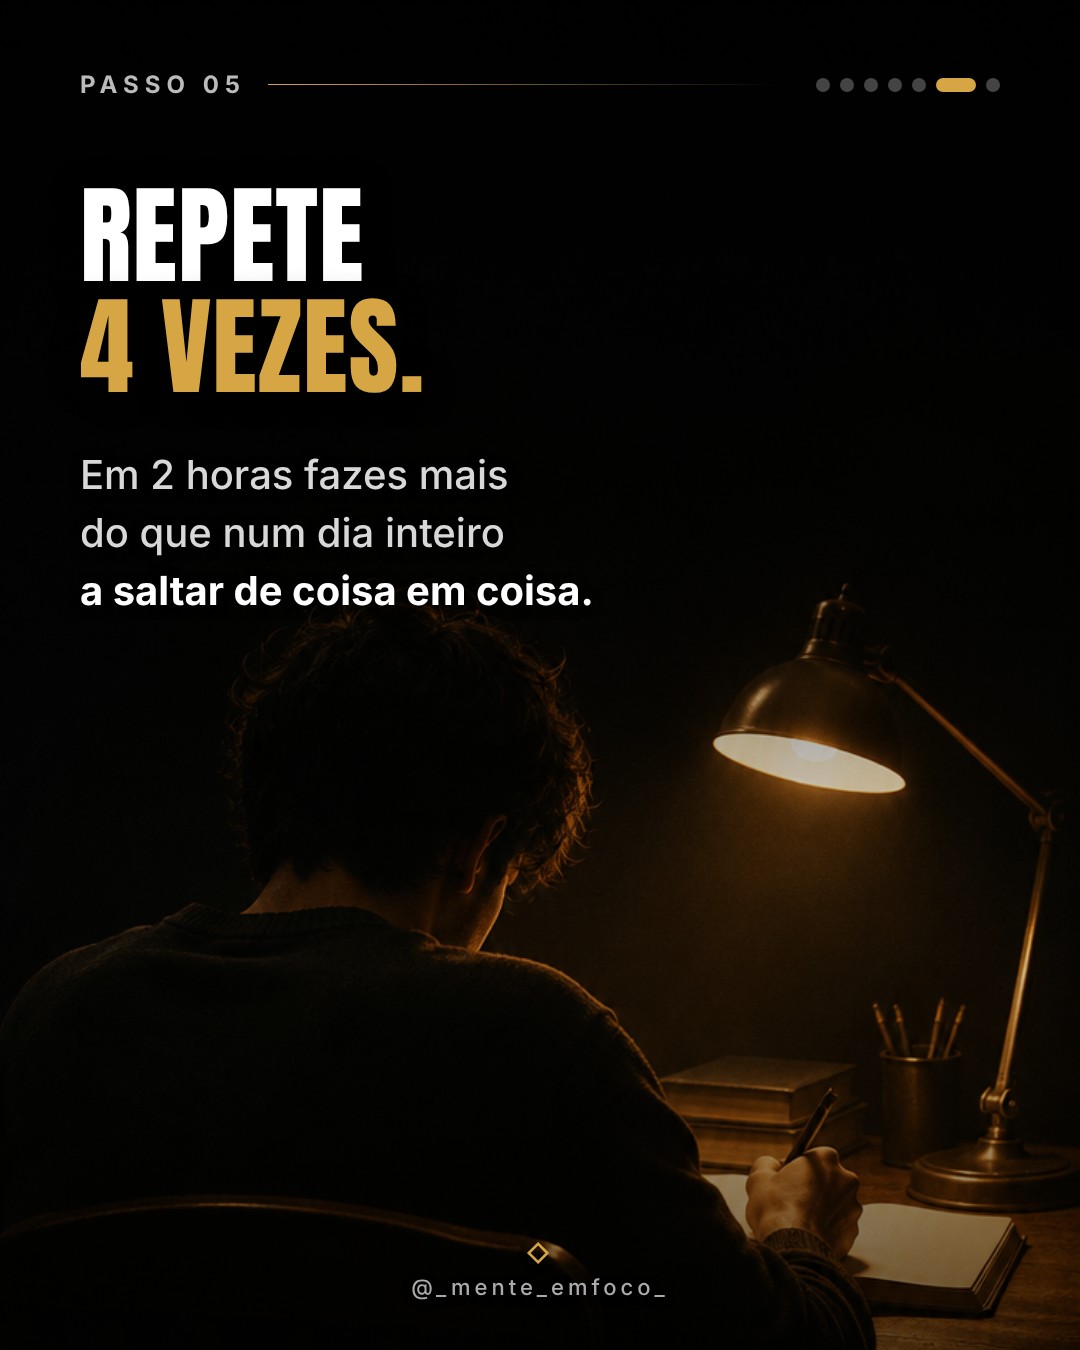 PASSO 05
REPETE
4 VEZES.
Em 2 horas fazes mais
do que num dia inteiro
a saltar de coisa em coisa.
@_mente_emfoco_